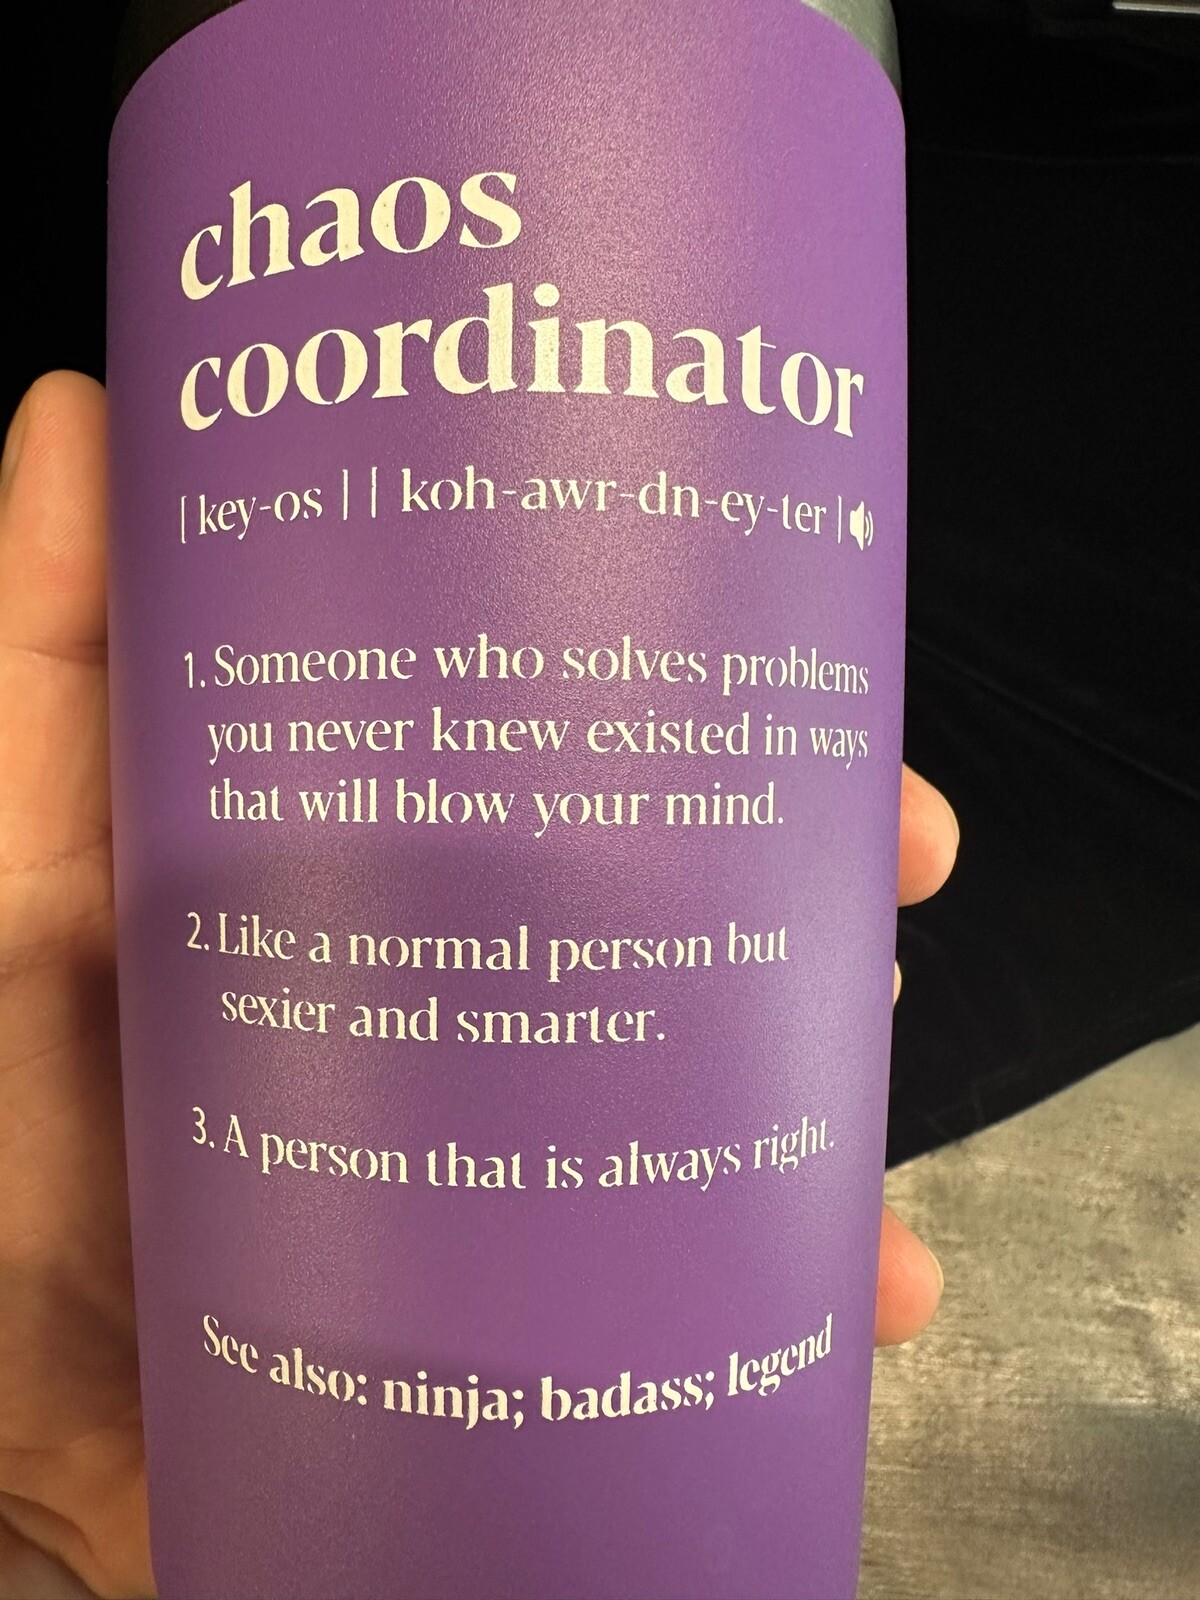 chaos
coordinator
[ key-os ] [ koh-awr-dn-ey-ter ]
1. Someone who solves problems
you never knew existed in ways
that will blow your mind.
2. Like a normal person but
sexier and smarter.
3. A person that is always right.
See also: ninja; badass; legend